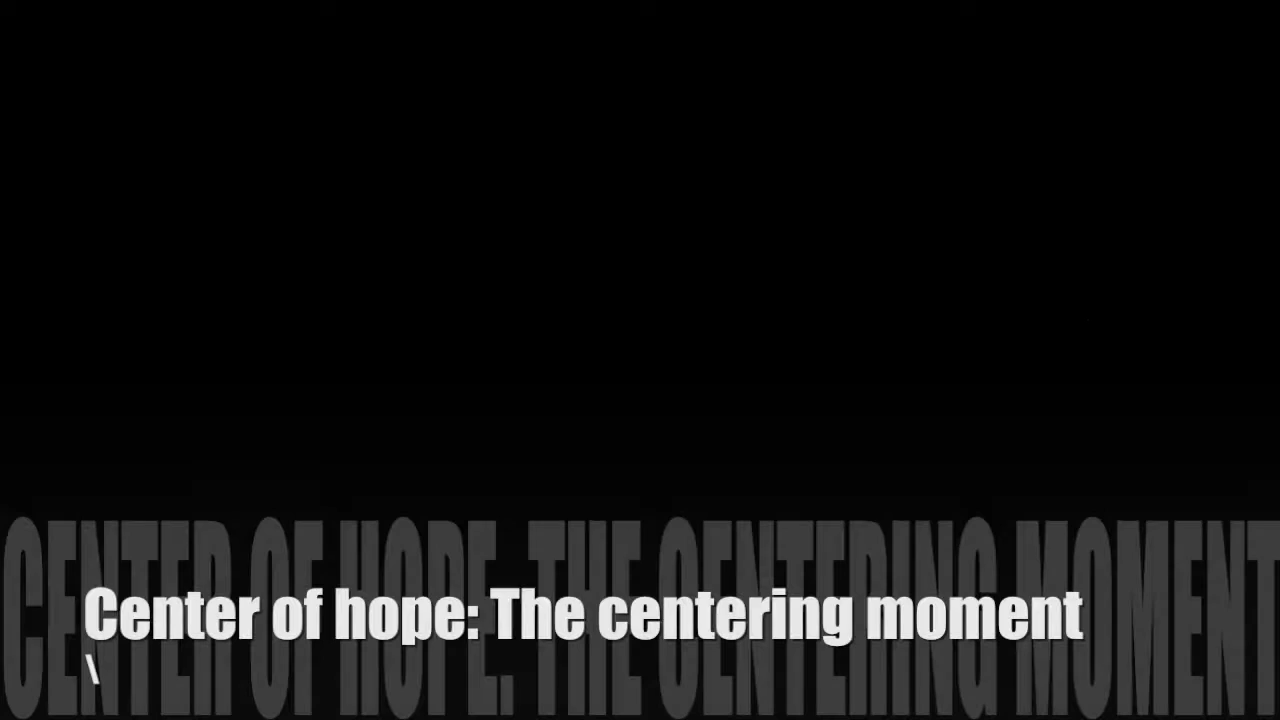 CENTER OF HOPE: THE CENTERING MOMENT
Center of hope: The centering moment
\